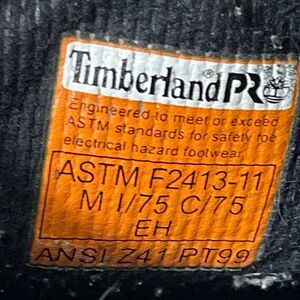 Timberland® PR
Engineered to meet or exceed
ASTM standards for safety toe
electrical hazard footwear.
ASTM F2413-11
M I/75 C/75
EH
ANSI Z41 PT99